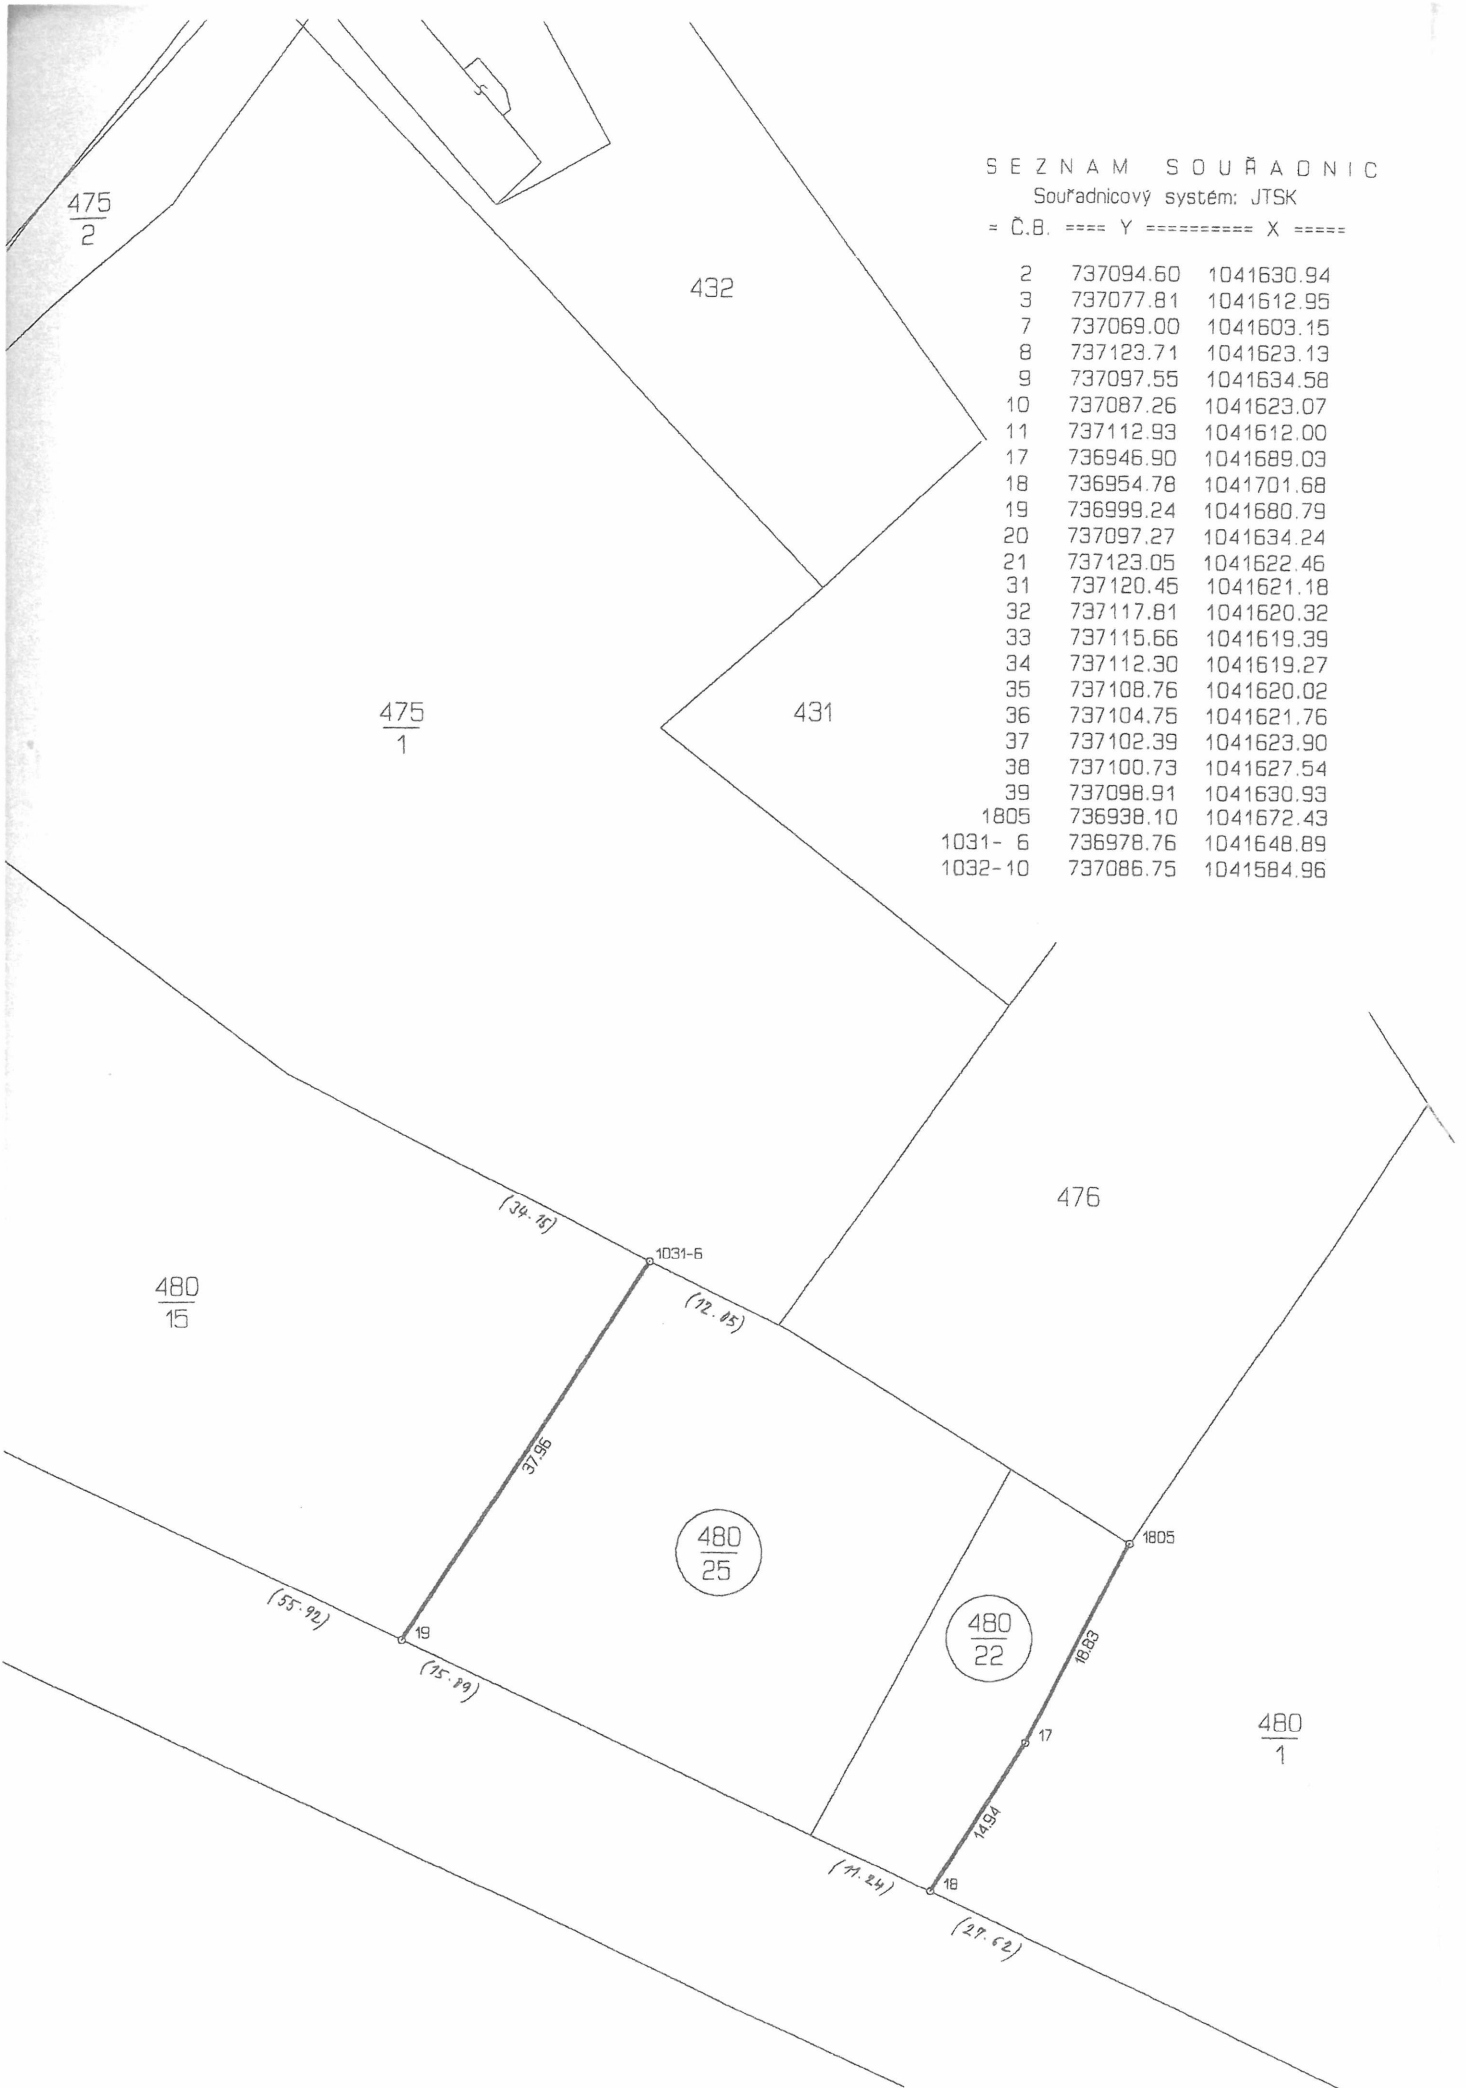 SEZNAM SOUŘADNIC
Souřadnicový systém: JTSK
= Č.B. ==== Y ========== X =====
2 737094.60 1041630.94
3 737077.81 1041612.95
7 737069.00 1041603.15
8 737123.71 1041623.13
9 737097.55 1041634.58
10 737087.26 1041623.07
11 737112.93 1041612.00
17 736946.90 1041689.03
18 736954.78 1041701.68
19 736999.24 1041680.79
20 737097.27 1041634.24
21 737123.05 1041622.46
31 737120.45 1041621.18
32 737117.81 1041620.32
33 737115.66 1041619.39
34 737112.30 1041619.27
35 737108.76 1041620.02
36 737104.75 1041621.76
37 737102.39 1041623.90
38 737100.73 1041627.54
39 737098.91 1041630.93
1805 736938.10 1041672.43
1031- 6 736978.76 1041648.89
1032-10 737086.75 1041584.96
475
2
432
475
1
431
476
(34.15)
1031-6
(12.05)
480
15
37.96
480
25
1805
480
22
18.83
(55.92)
19
(15.89)
17
480
1
14.94
(11.24)
18
(27.62)